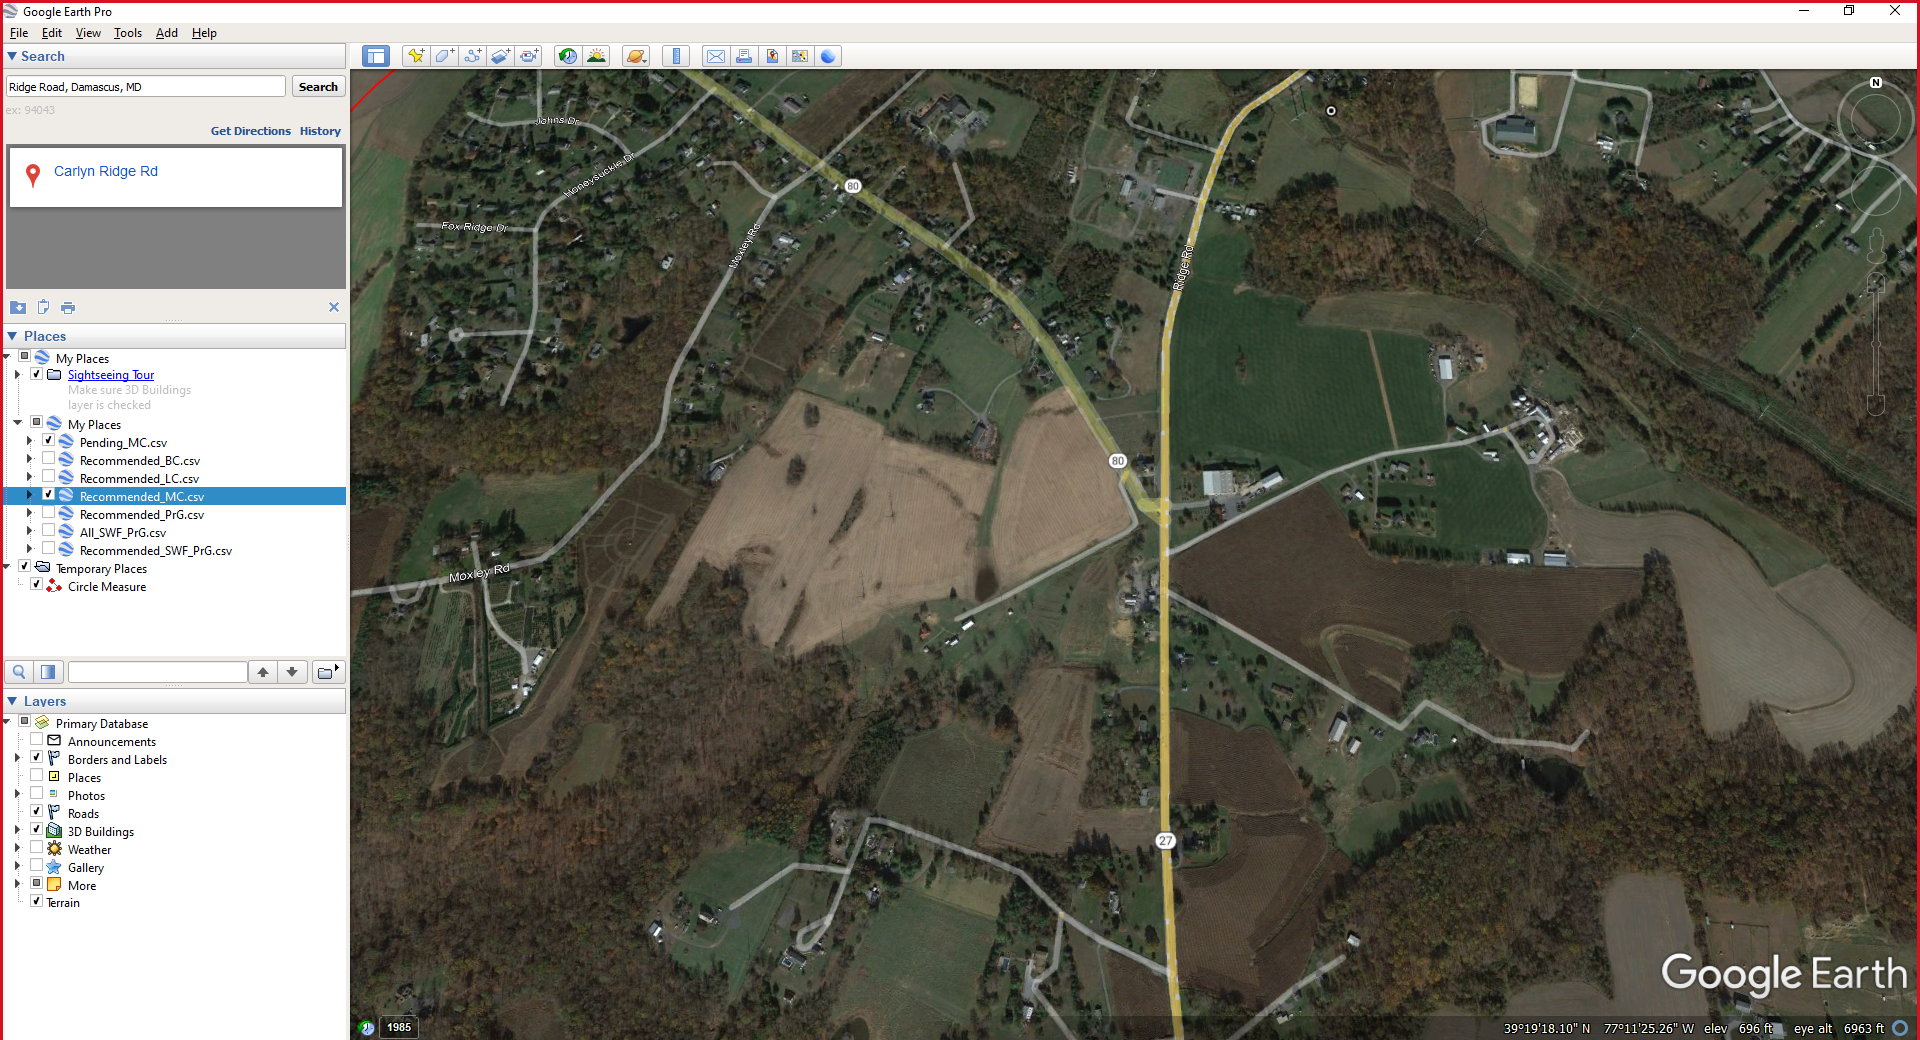 Google Earth Pro
File Edit View Tools Add Help
Search
Ridge Road, Damascus, MD
Search
ex: 94043
Get Directions History
Carlyn Ridge Rd
Places
My Places
Sightseeing Tour
Make sure 3D Buildings
layer is checked
My Places
Pending_MC.csv
Recommended_BC.csv
Recommended_LC.csv
Recommended_MC.csv
Recommended_PrG.csv
All_SWF_PrG.csv
Recommended_SWF_PrG.csv
Temporary Places
Circle Measure
Layers
Primary Database
Announcements
Borders and Labels
Places
Photos
Roads
3D Buildings
Weather
Gallery
More
Terrain
N
Johns Dr
Honeysuckle Dr
80
Fox Ridge Dr
Moxley Rd
Ridge Rd
80
Moxley Rd
27
Google Earth
1985
39°19'18.10" N 77°11'25.26" W elev 696 ft eye alt 6963 ft